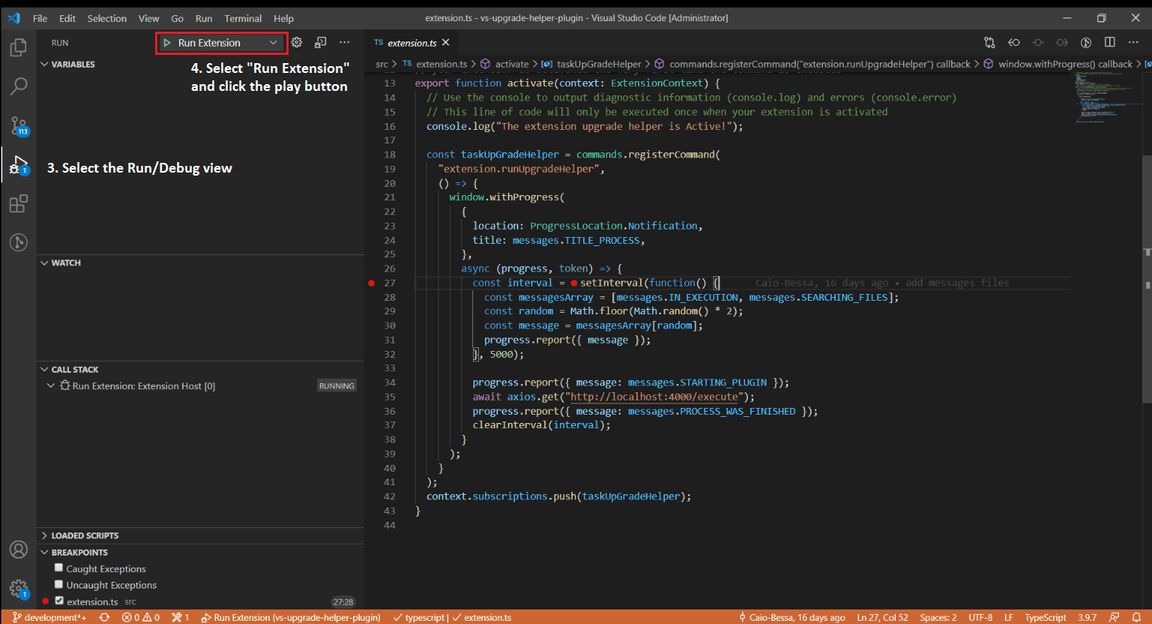 File Edit Selection View Go Run Terminal Help
extension.ts - vs-upgrade-helper-plugin - Visual Studio Code [Administrator]
RUN
Run Extension
VARIABLES
4. Select "Run Extension"
and click the play button
113
3. Select the Run/Debug view
1
WATCH
CALL STACK
Run Extension: Extension Host [0] RUNNING
LOADED SCRIPTS
BREAKPOINTS
Caught Exceptions
Uncaught Exceptions
extension.ts src 27:28
1
TS extension.ts
src > TS extension.ts > activate > taskUpGradeHelper > commands.registerCommand("extension.runUpgradeHelper") callback > window.withProgress() callback >
13 export function activate(context: ExtensionContext) {
14 // Use the console to output diagnostic information (console.log) and errors (console.error)
15 // This line of code will only be executed once when your extension is activated
16 console.log("The extension upgrade helper is Active!");
17
18 const taskUpGradeHelper = commands.registerCommand(
19 "extension.runUpgradeHelper",
20 () => {
21 window.withProgress(
22 {
23 location: ProgressLocation.Notification,
24 title: messages.TITLE_PROCESS,
25 },
26 async (progress, token) => {
27 const interval = setInterval(function() { Caio-Bessa, 16 days ago • add messages files
28 const messagesArray = [messages.IN_EXECUTION, messages.SEARCHING_FILES];
29 const random = Math.floor(Math.random() * 2);
30 const message = messagesArray[random];
31 progress.report({ message });
32 }, 5000);
33
34 progress.report({ message: messages.STARTING_PLUGIN });
35 await axios.get("http://localhost:4000/execute");
36 progress.report({ message: messages.PROCESS_WAS_FINISHED });
37 clearInterval(interval);
38 }
39 );
40 }
41 );
42 context.subscriptions.push(taskUpGradeHelper);
43 }
44
development*+ 0 0 1 Run Extension (vs-upgrade-helper-plugin) typescript | extension.ts Caio-Bessa, 16 days ago Ln 27, Col 52 Spaces: 2 UTF-8 LF TypeScript 3.9.7